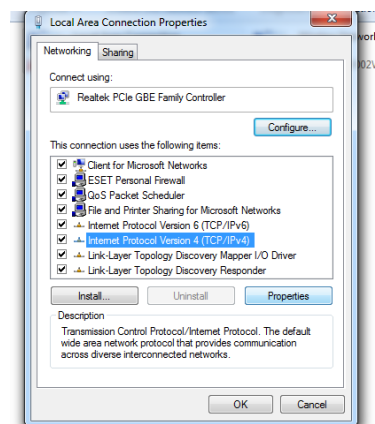 Local Area Connection Properties
Networking
Sharing
Connect using:
Realtek PCIe GBE Family Controller
Configure...
This connection uses the following items:
Client for Microsoft Networks
ESET Personal Firewall
QoS Packet Scheduler
File and Printer Sharing for Microsoft Networks
Internet Protocol Version 6 (TCP/IPv6)
Internet Protocol Version 4 (TCP/IPv4)
Link-Layer Topology Discovery Mapper I/O Driver
Link-Layer Topology Discovery Responder
Install...
Uninstall
Properties
Description
Transmission Control Protocol/Internet Protocol. The default
wide area network protocol that provides communication
across diverse interconnected networks.
OK
Cancel